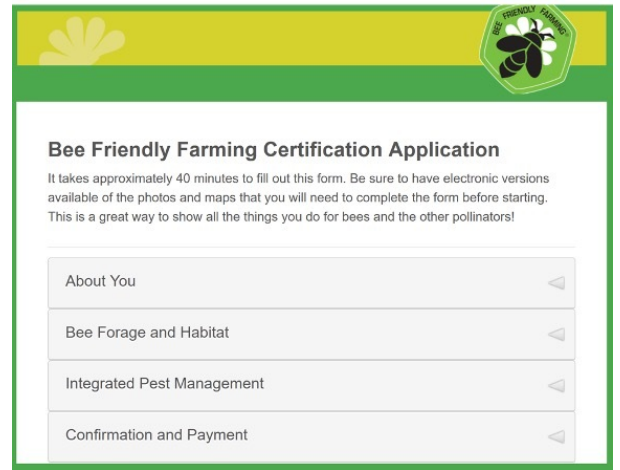 BEE FRIENDLY FARMING
Bee Friendly Farming Certification Application
It takes approximately 40 minutes to fill out this form. Be sure to have electronic versions
available of the photos and maps that you will need to complete the form before starting.
This is a great way to show all the things you do for bees and the other pollinators!
About You
Bee Forage and Habitat
Integrated Pest Management
Confirmation and Payment